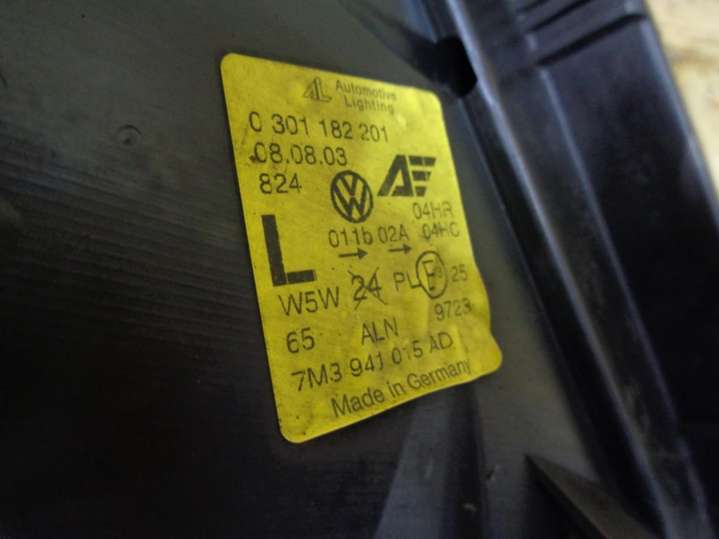 AL Automotive
Lighting
0 301 182 201
08.08.03
824
VW
04HR
L 011b 02A 04HC
→ →
W5W 24 PL E 25
65 ALN 9723
7M3 941 015 AD
Made in Germany